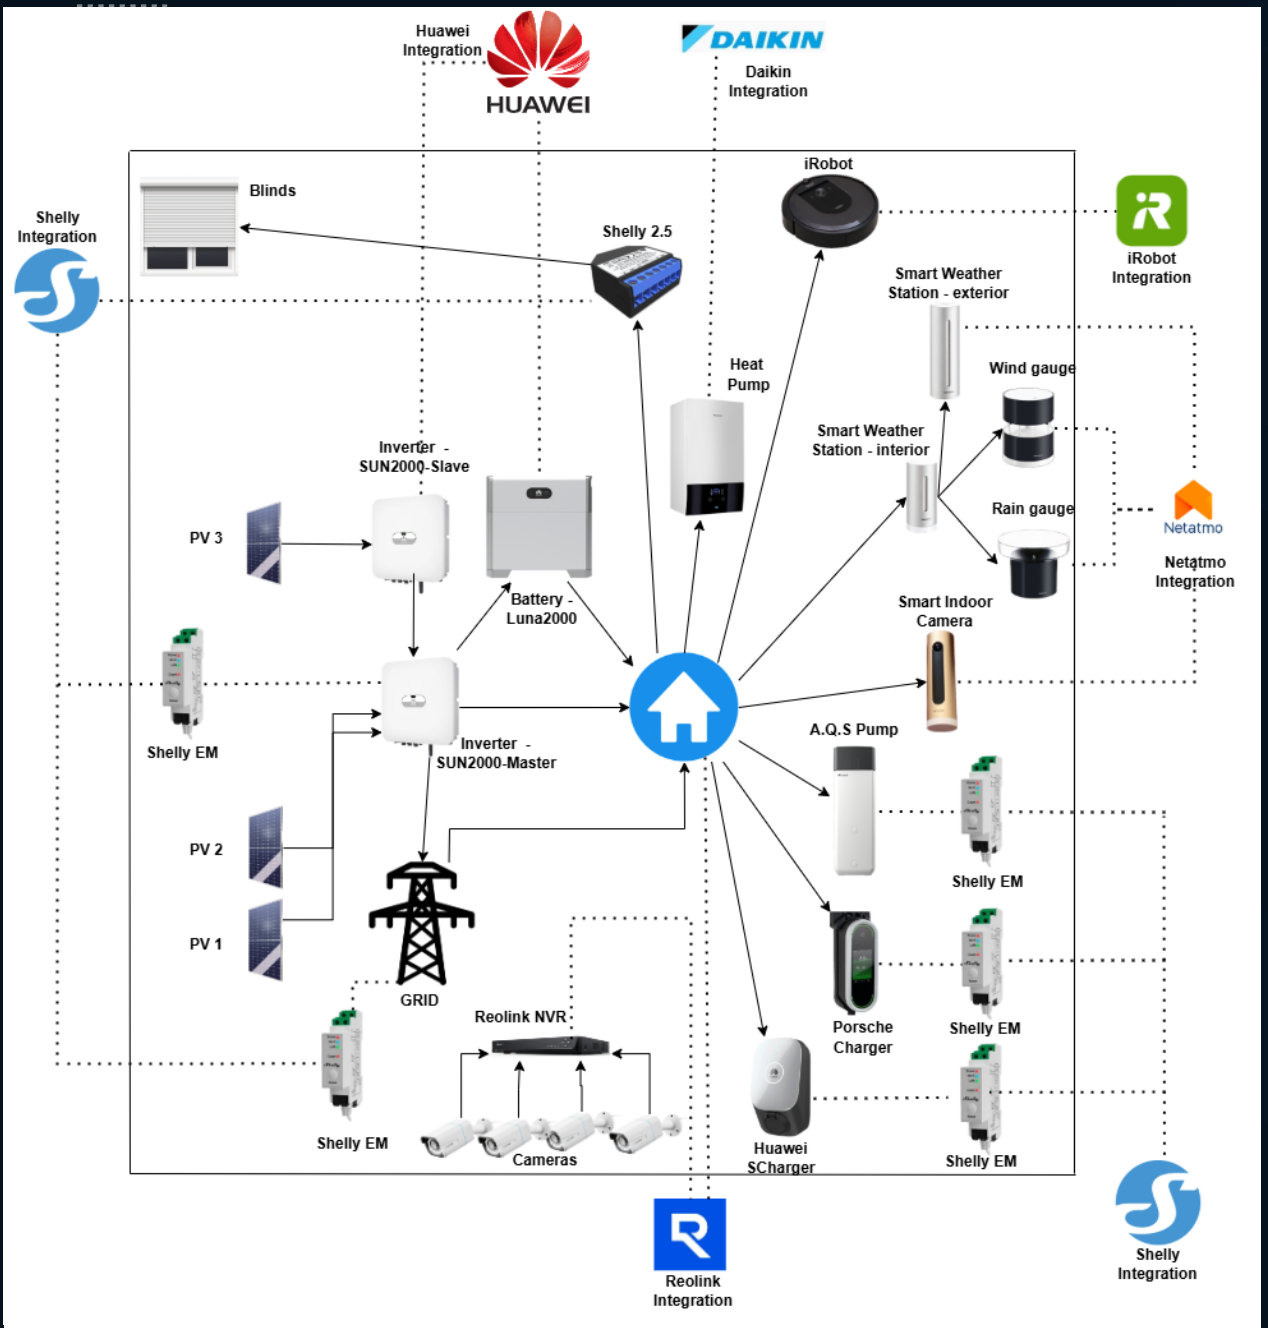 Huawei
Integration
HUAWEI
DAIKIN
Daikin
Integration
iRobot
Blinds
Shelly
Integration
Shelly 2.5
iRobot
Integration
Smart Weather
Station - exterior
Heat
Pump
Wind gauge
Smart Weather
Station - interior
Inverter -
SUN2000-Slave
PV 3
Rain gauge
Netatmo
Netatmo
Integration
Battery -
Luna2000
Smart Indoor
Camera
Shelly EM
Inverter -
SUN2000-Master
A.Q.S Pump
PV 2
Shelly EM
PV 1
GRID
Reolink NVR
Porsche
Charger
Shelly EM
Shelly EM
Cameras
Huawei
SCharger
Shelly EM
Reolink
Integration
Shelly
Integration